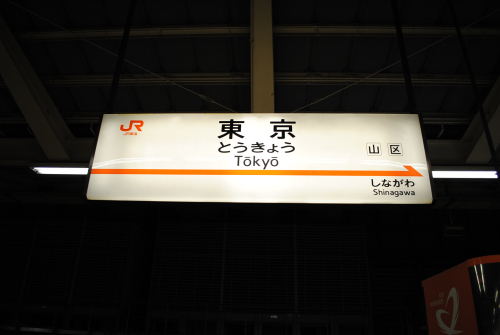 JR
東 京
とうきょう
Tōkyō
山 区
しながわ
Shinagawa